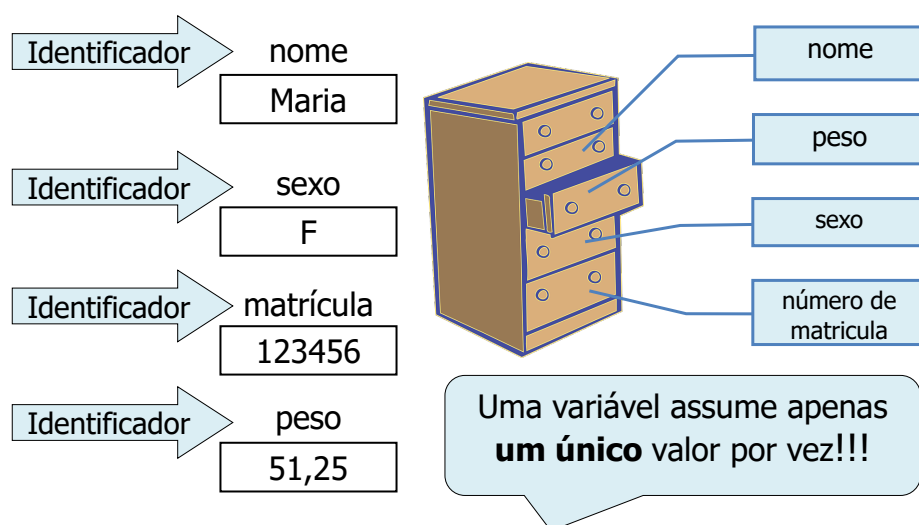 Identificador
nome
Maria
Identificador
sexo
F
Identificador
matrícula
123456
Identificador
peso
51,25
nome
peso
sexo
número de
matricula
Uma variável assume apenas
um único valor por vez!!!